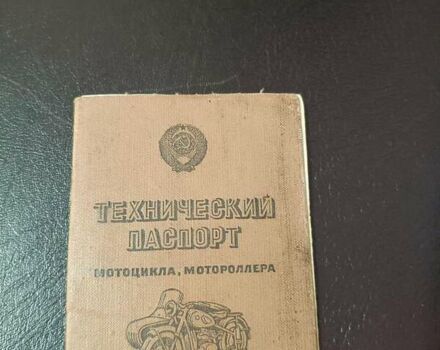 ТЕХНИЧЕСКИЙ
ПАСПОРТ
МОТОЦИКЛА, МОТОРОЛЛЕРА